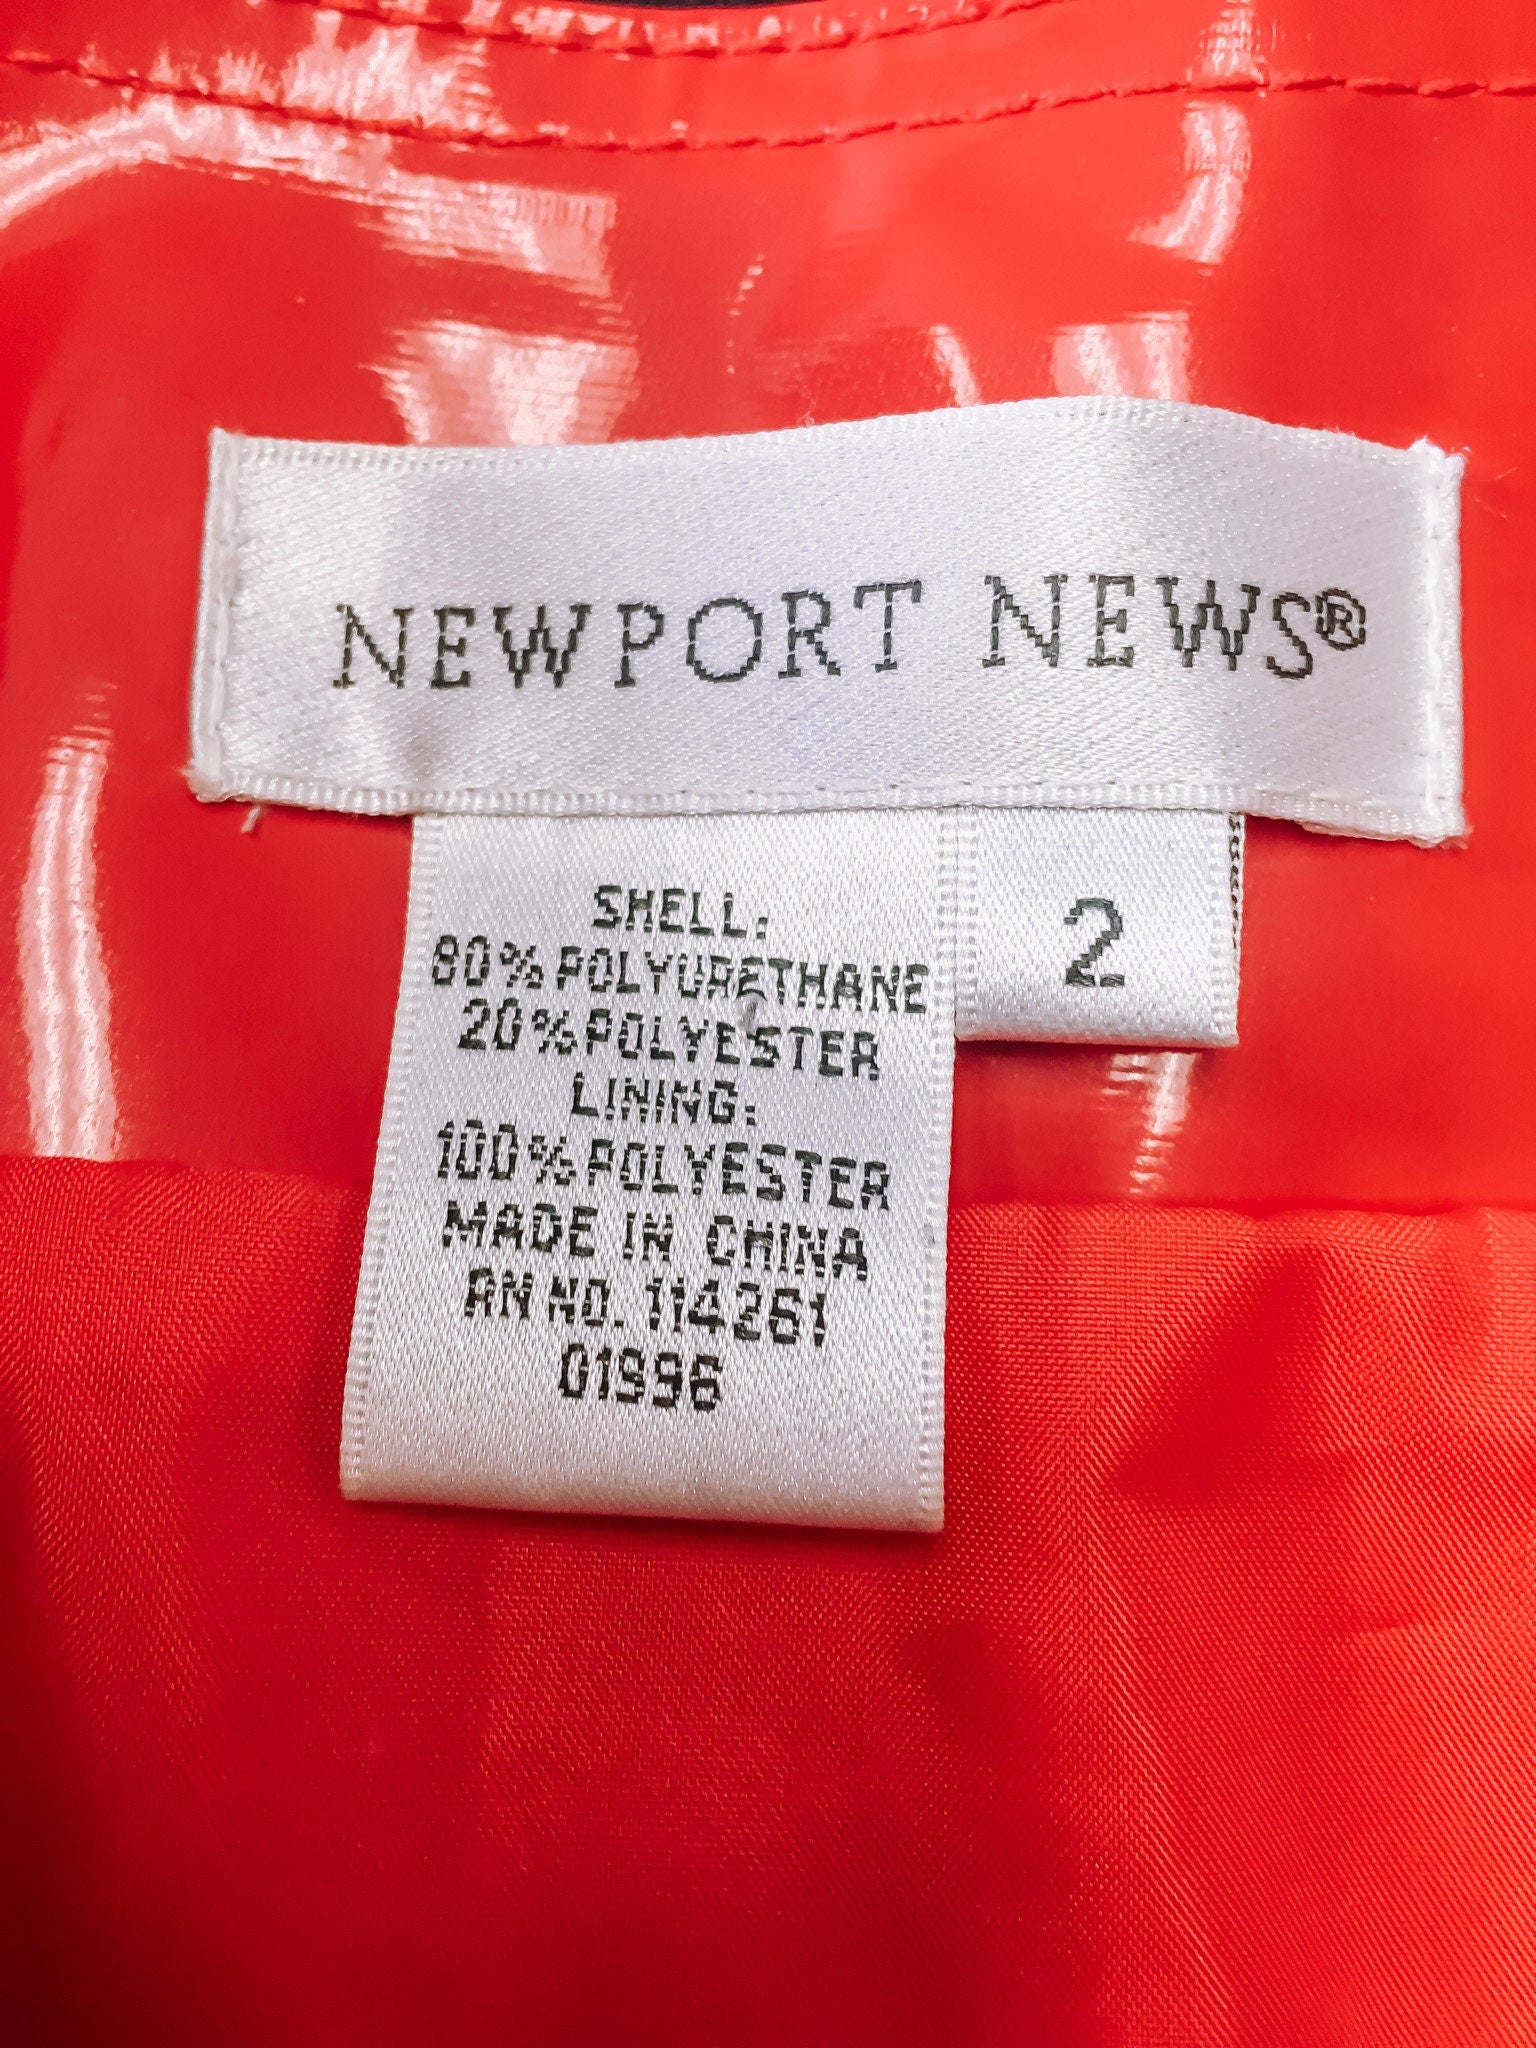 NEWPORT NEWS®
2
SHELL:
80% POLYURETHANE
20% POLYESTER
LINING:
100% POLYESTER
MADE IN CHINA
RN NO. 114261
01996